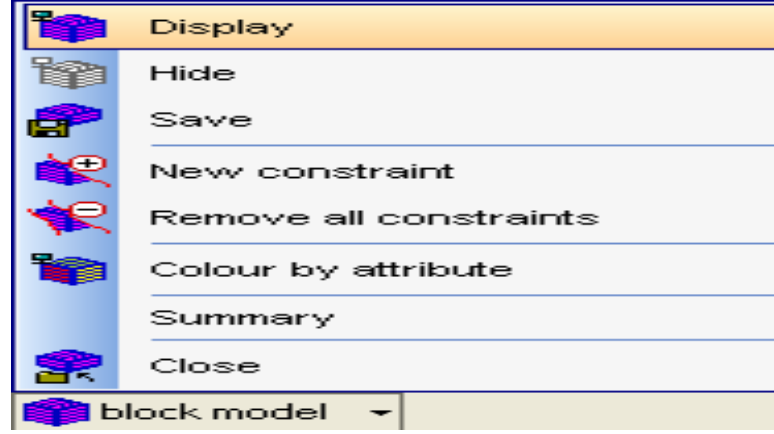 Display
Hide
Save
New constraint
Remove all constraints
Colour by attribute
Summary
Close
block model